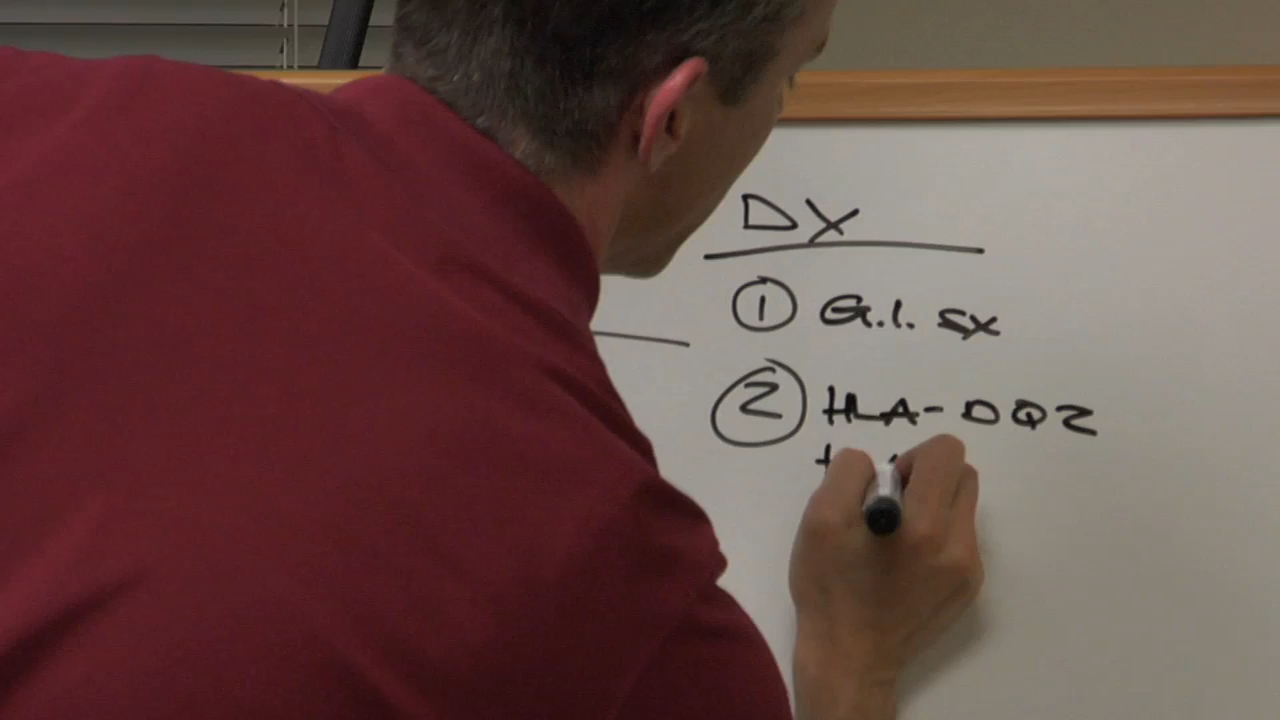 DX
① G.I. SX
② HLA-DQ2